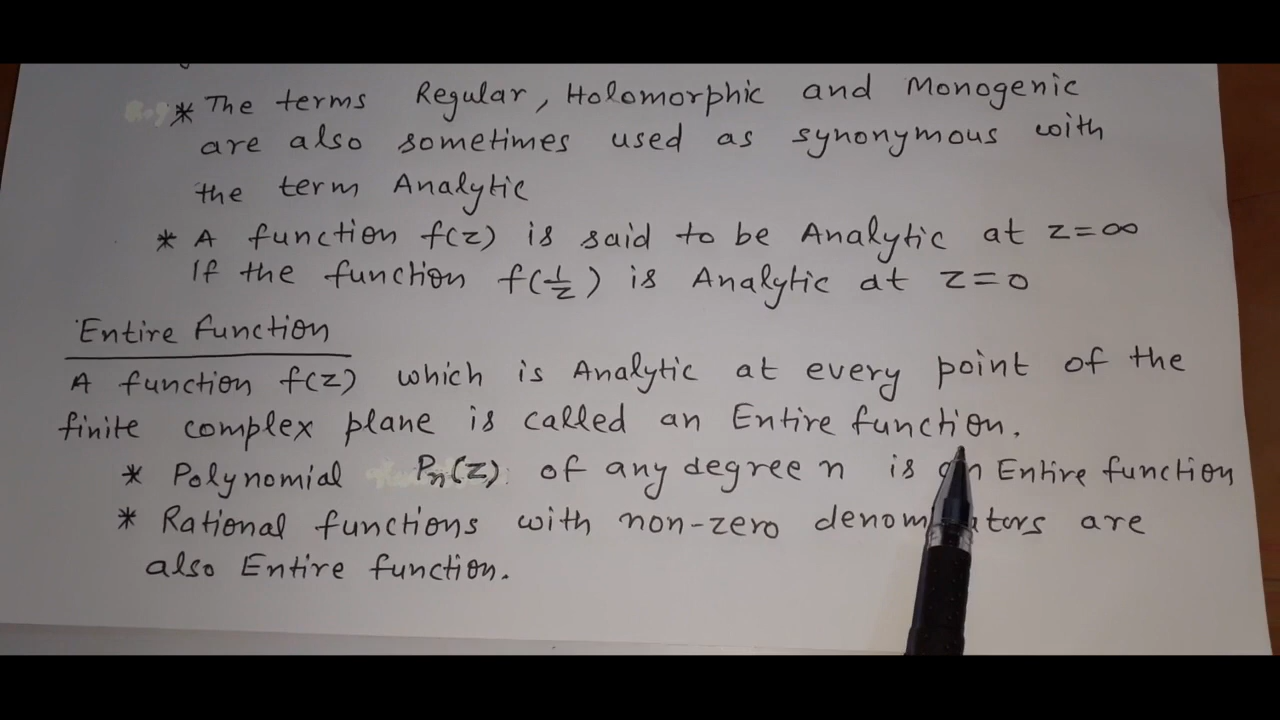 * The terms Regular, Holomorphic and Monogenic
are also sometimes used as synonymous with
the term Analytic
* A function f(z) is said to be Analytic at z=∞
If the function f(1/z) is Analytic at z=0
Entire Function
A function f(z) which is Analytic at every point of the
finite complex plane is called an Entire function.
* Polynomial Pn(z) of any degree n is an Entire function
* Rational functions with non-zero denominators are
also Entire function.